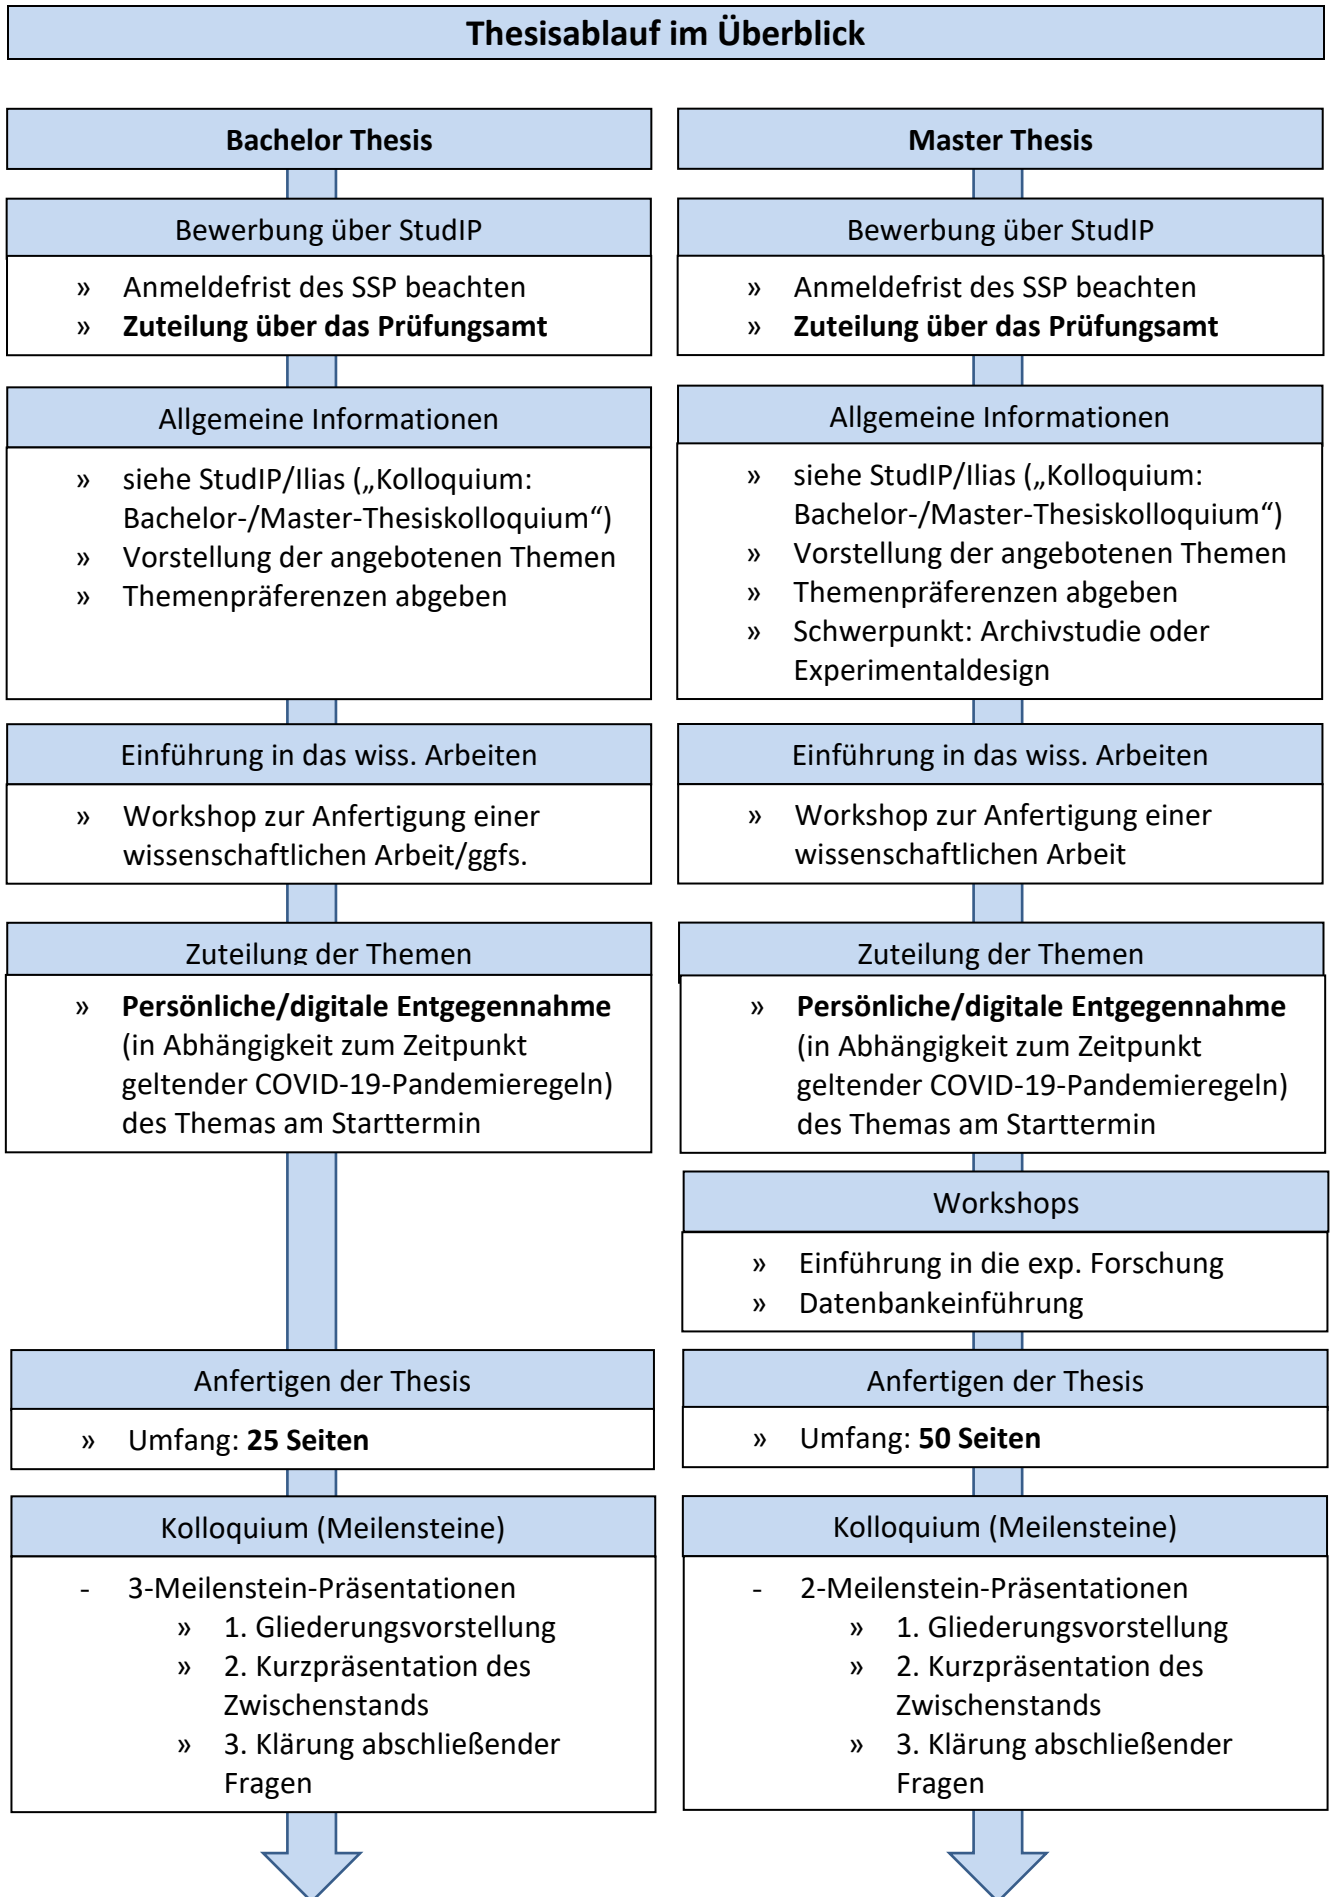 Thesisablauf im Überblick
Bachelor Thesis
Bewerbung über StudIP
» Anmeldefrist des SSP beachten
» Zuteilung über das Prüfungsamt
Allgemeine Informationen
» siehe StudIP/Ilias („Kolloquium:
Bachelor-/Master-Thesiskolloquium“)
» Vorstellung der angebotenen Themen
» Themenpräferenzen abgeben
Einführung in das wiss. Arbeiten
» Workshop zur Anfertigung einer
wissenschaftlichen Arbeit/ggfs.
Zuteilung der Themen
» Persönliche/digitale Entgegennahme
(in Abhängigkeit zum Zeitpunkt
geltender COVID-19-Pandemieregeln)
des Themas am Starttermin
Anfertigen der Thesis
» Umfang: 25 Seiten
Kolloquium (Meilensteine)
- 3-Meilenstein-Präsentationen
» 1. Gliederungsvorstellung
» 2. Kurzpräsentation des
Zwischenstands
» 3. Klärung abschließender
Fragen
Master Thesis
Bewerbung über StudIP
» Anmeldefrist des SSP beachten
» Zuteilung über das Prüfungsamt
Allgemeine Informationen
» siehe StudIP/Ilias („Kolloquium:
Bachelor-/Master-Thesiskolloquium“)
» Vorstellung der angebotenen Themen
» Themenpräferenzen abgeben
» Schwerpunkt: Archivstudie oder
Experimentaldesign
Einführung in das wiss. Arbeiten
» Workshop zur Anfertigung einer
wissenschaftlichen Arbeit
Zuteilung der Themen
» Persönliche/digitale Entgegennahme
(in Abhängigkeit zum Zeitpunkt
geltender COVID-19-Pandemieregeln)
des Themas am Starttermin
Workshops
» Einführung in die exp. Forschung
» Datenbankeinführung
Anfertigen der Thesis
» Umfang: 50 Seiten
Kolloquium (Meilensteine)
- 2-Meilenstein-Präsentationen
» 1. Gliederungsvorstellung
» 2. Kurzpräsentation des
Zwischenstands
» 3. Klärung abschließender
Fragen